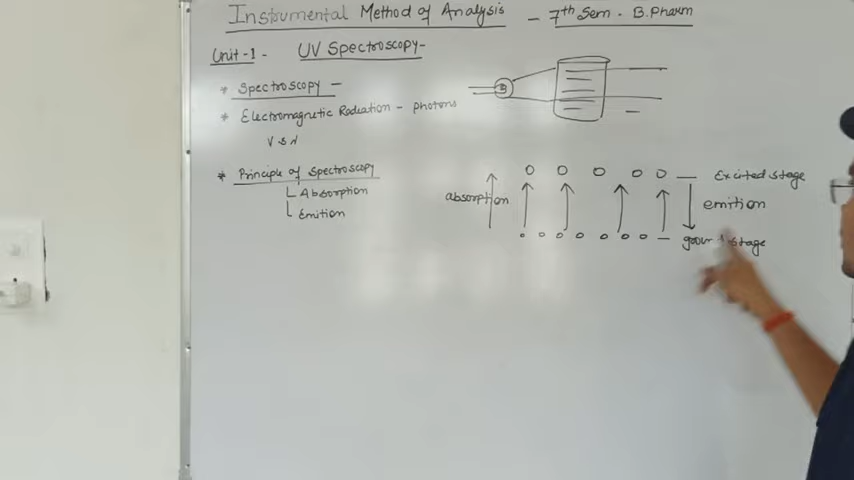 Instrumental Method of Analysis - 7th Sem. B.Pharm
Unit-1 UV Spectroscopy-
* Spectroscopy -
* Electromagnetic Radiation - photons
* Principle of Spectroscopy
Absorption
Emition
absorption
Excited stage
emition
stage